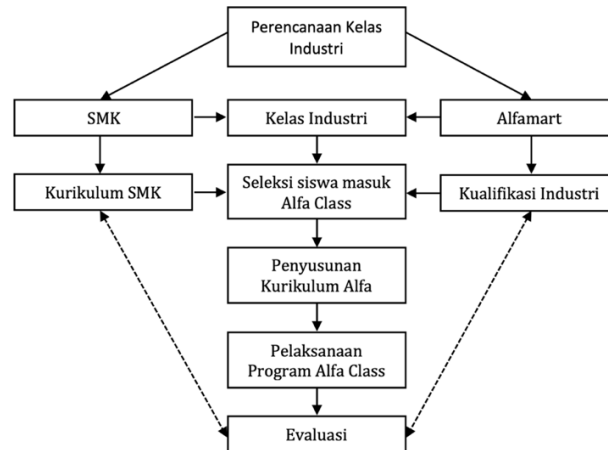 Perencanaan Kelas
Industri
SMK
Kelas Industri
Alfamart
Kurikulum SMK
Seleksi siswa masuk
Alfa Class
Kualifikasi Industri
Penyusunan
Kurikulum Alfa
Pelaksanaan
Program Alfa Class
Evaluasi